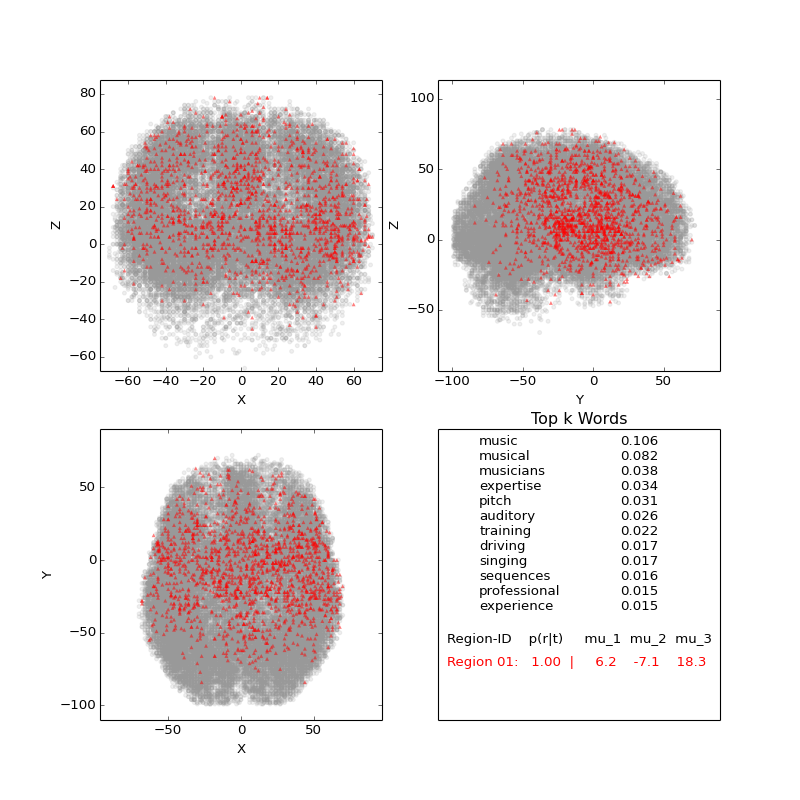 80
60
40
20
0
−20
−40
−60
Z
−60 −40 −20 0 20 40 60
X
100
50
0
−50
Z
−100 −50 0 50
Y
50
0
−50
−100
Y
−50 0 50
X
Top k Words
music 0.106
musical 0.082
musicians 0.038
expertise 0.034
pitch 0.031
auditory 0.026
training 0.022
driving 0.017
singing 0.017
sequences 0.016
professional 0.015
experience 0.015
Region-ID p(r|t) mu_1 mu_2 mu_3
Region 01: 1.00 | 6.2 -7.1 18.3